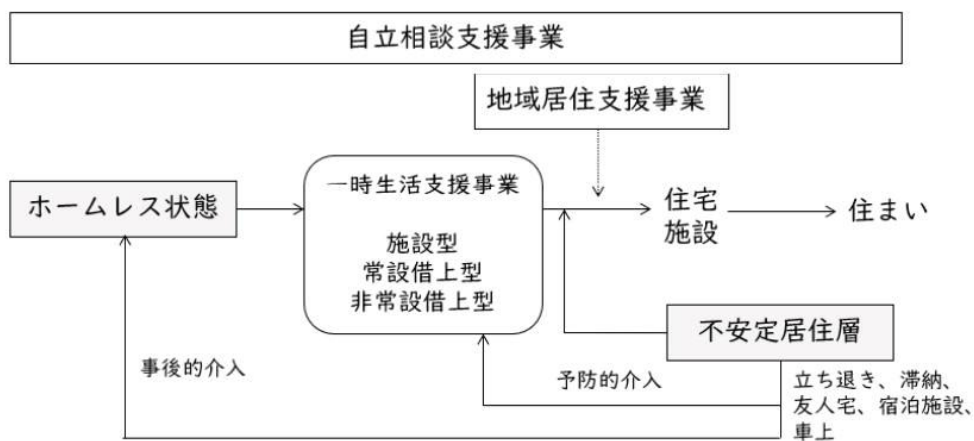 自立相談支援事業
地域居住支援事業
一時生活支援事業
ホームレス状態
住宅
施設
住まい
施設型
常設借上型
非常設借上型
不安定居住層
事後的介入
予防的介入
立ち退き、滞納、
友人宅、宿泊施設、
車上